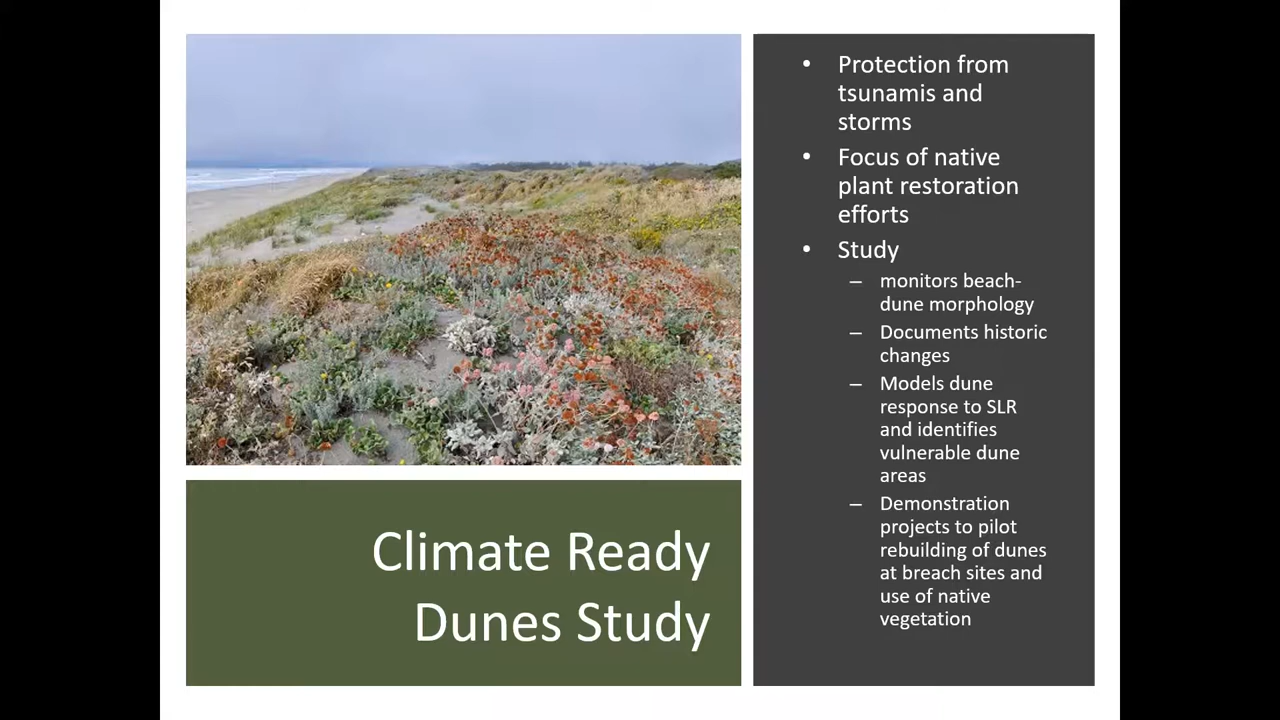 Climate Ready
Dunes Study
• Protection from
tsunamis and
storms
• Focus of native
plant restoration
efforts
• Study
– monitors beach-
dune morphology
– Documents historic
changes
– Models dune
response to SLR
and identifies
vulnerable dune
areas
– Demonstration
projects to pilot
rebuilding of dunes
at breach sites and
use of native
vegetation